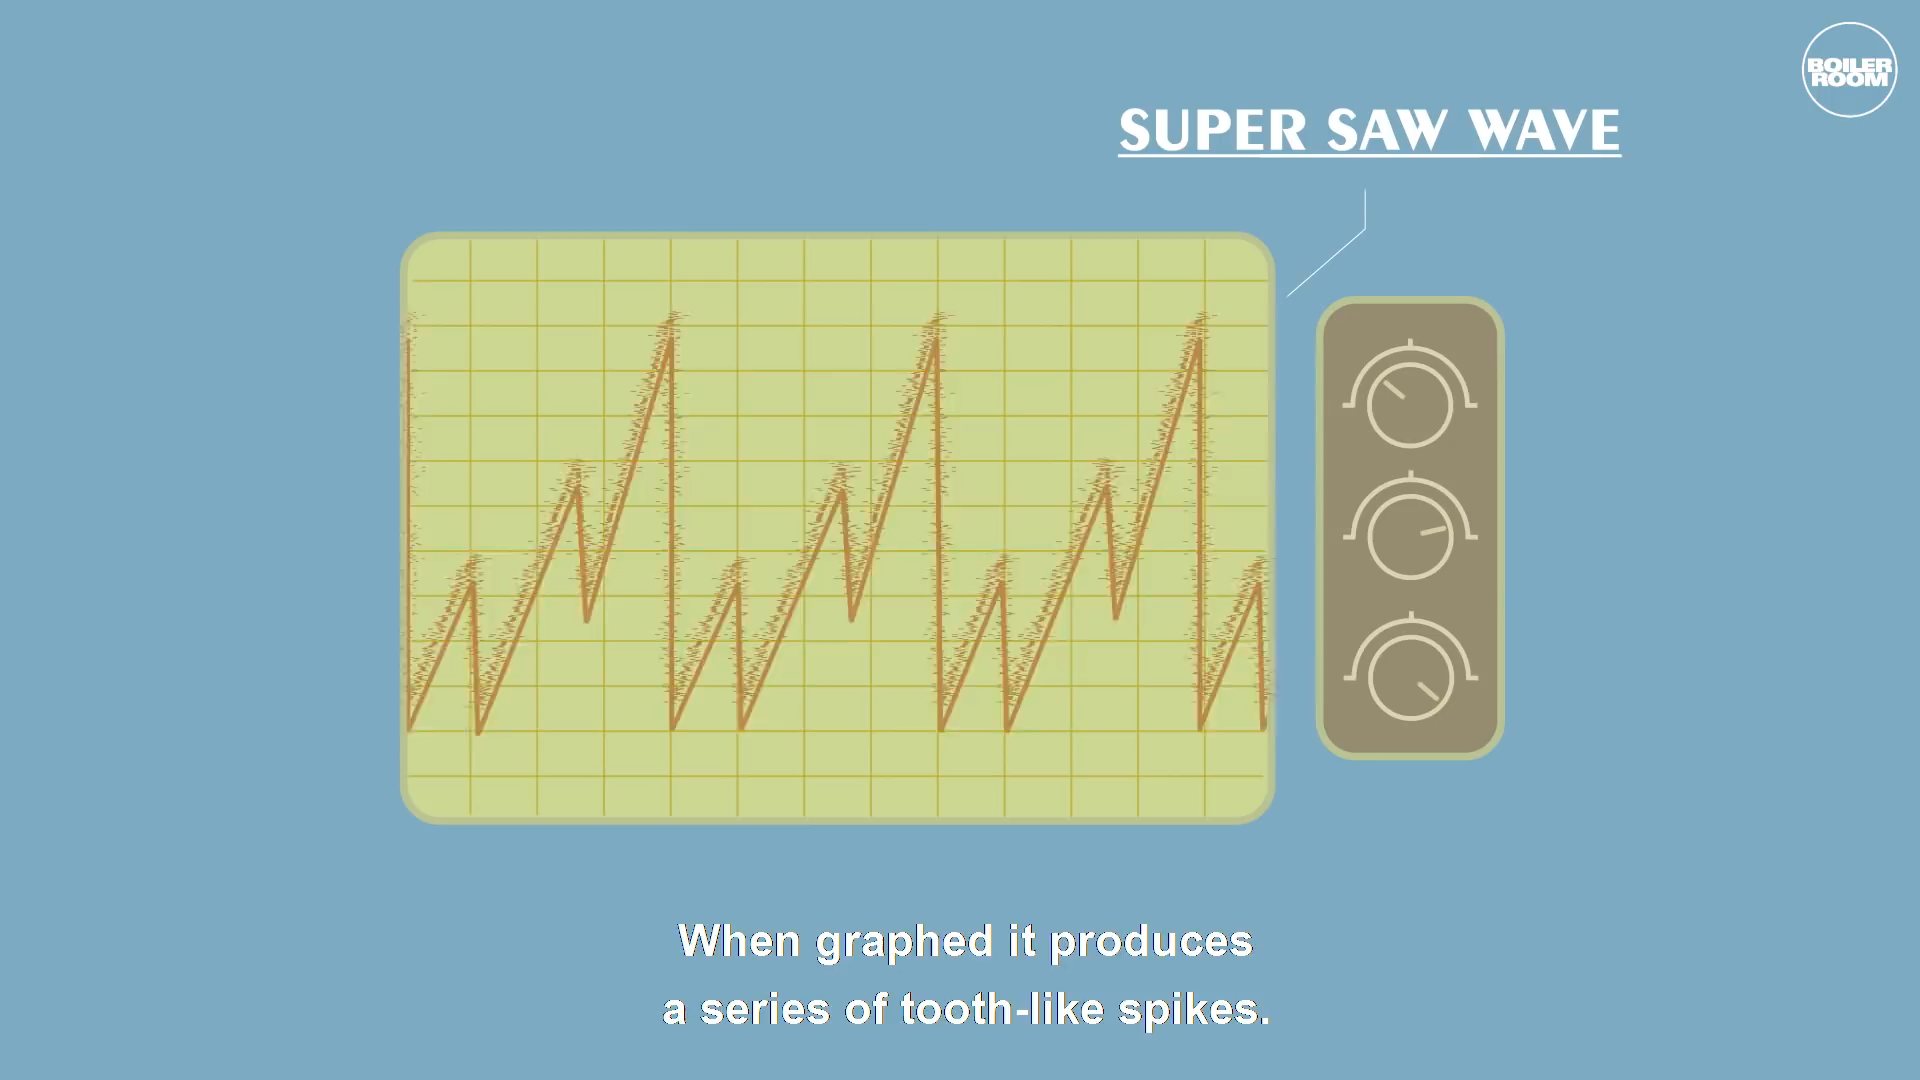 BOILER
ROOM
SUPER SAW WAVE
When graphed it produces
a series of tooth-like spikes.